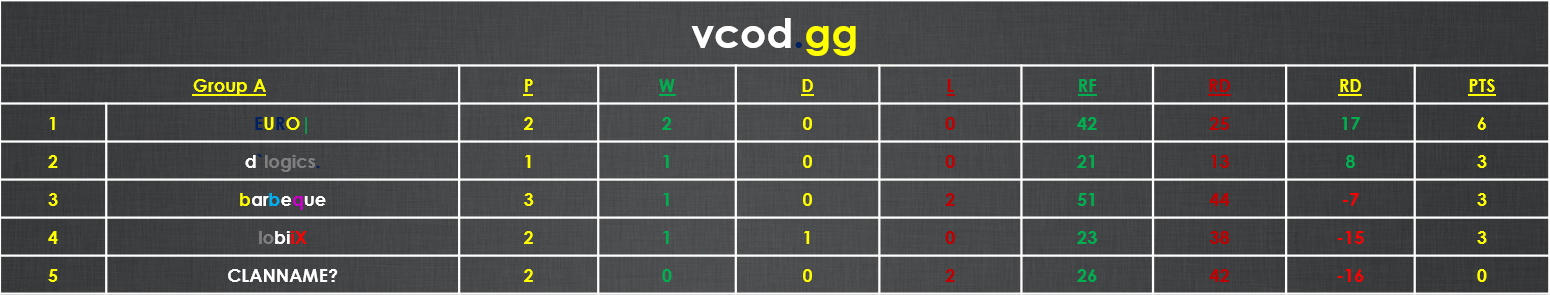 vcod.gg
Group A P W D L RF RD RD PTS
1 EURO| 2 2 0 0 42 25 17 6
2 d`logics. 1 1 0 0 21 13 8 3
3 barbeque 3 1 0 2 51 44 -7 3
4 lobiIX 2 1 1 0 23 38 -15 3
5 CLANNAME? 2 0 0 2 26 42 -16 0